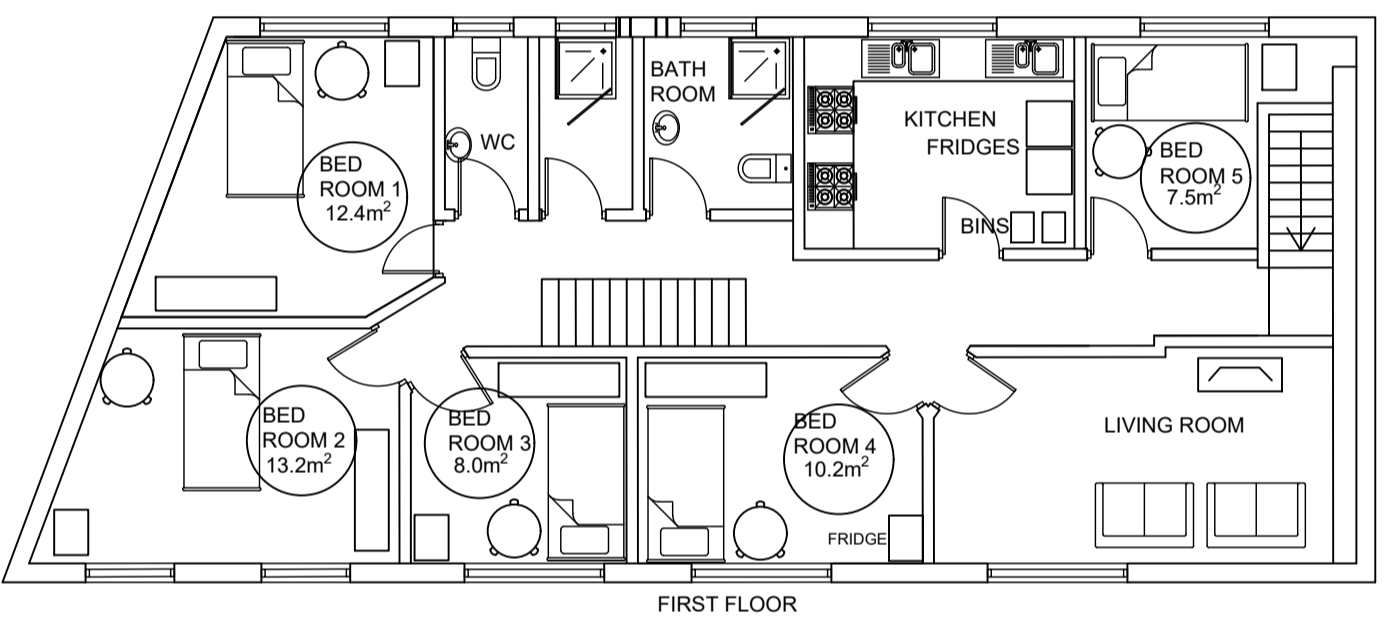 BATH
ROOM
WC
KITCHEN
FRIDGES
BINS
BED
ROOM 1
12.4m²
BED
ROOM 5
7.5m²
BED
ROOM 2
13.2m²
BED
ROOM 3
8.0m²
BED
ROOM 4
10.2m²
FRIDGE
LIVING ROOM
FIRST FLOOR